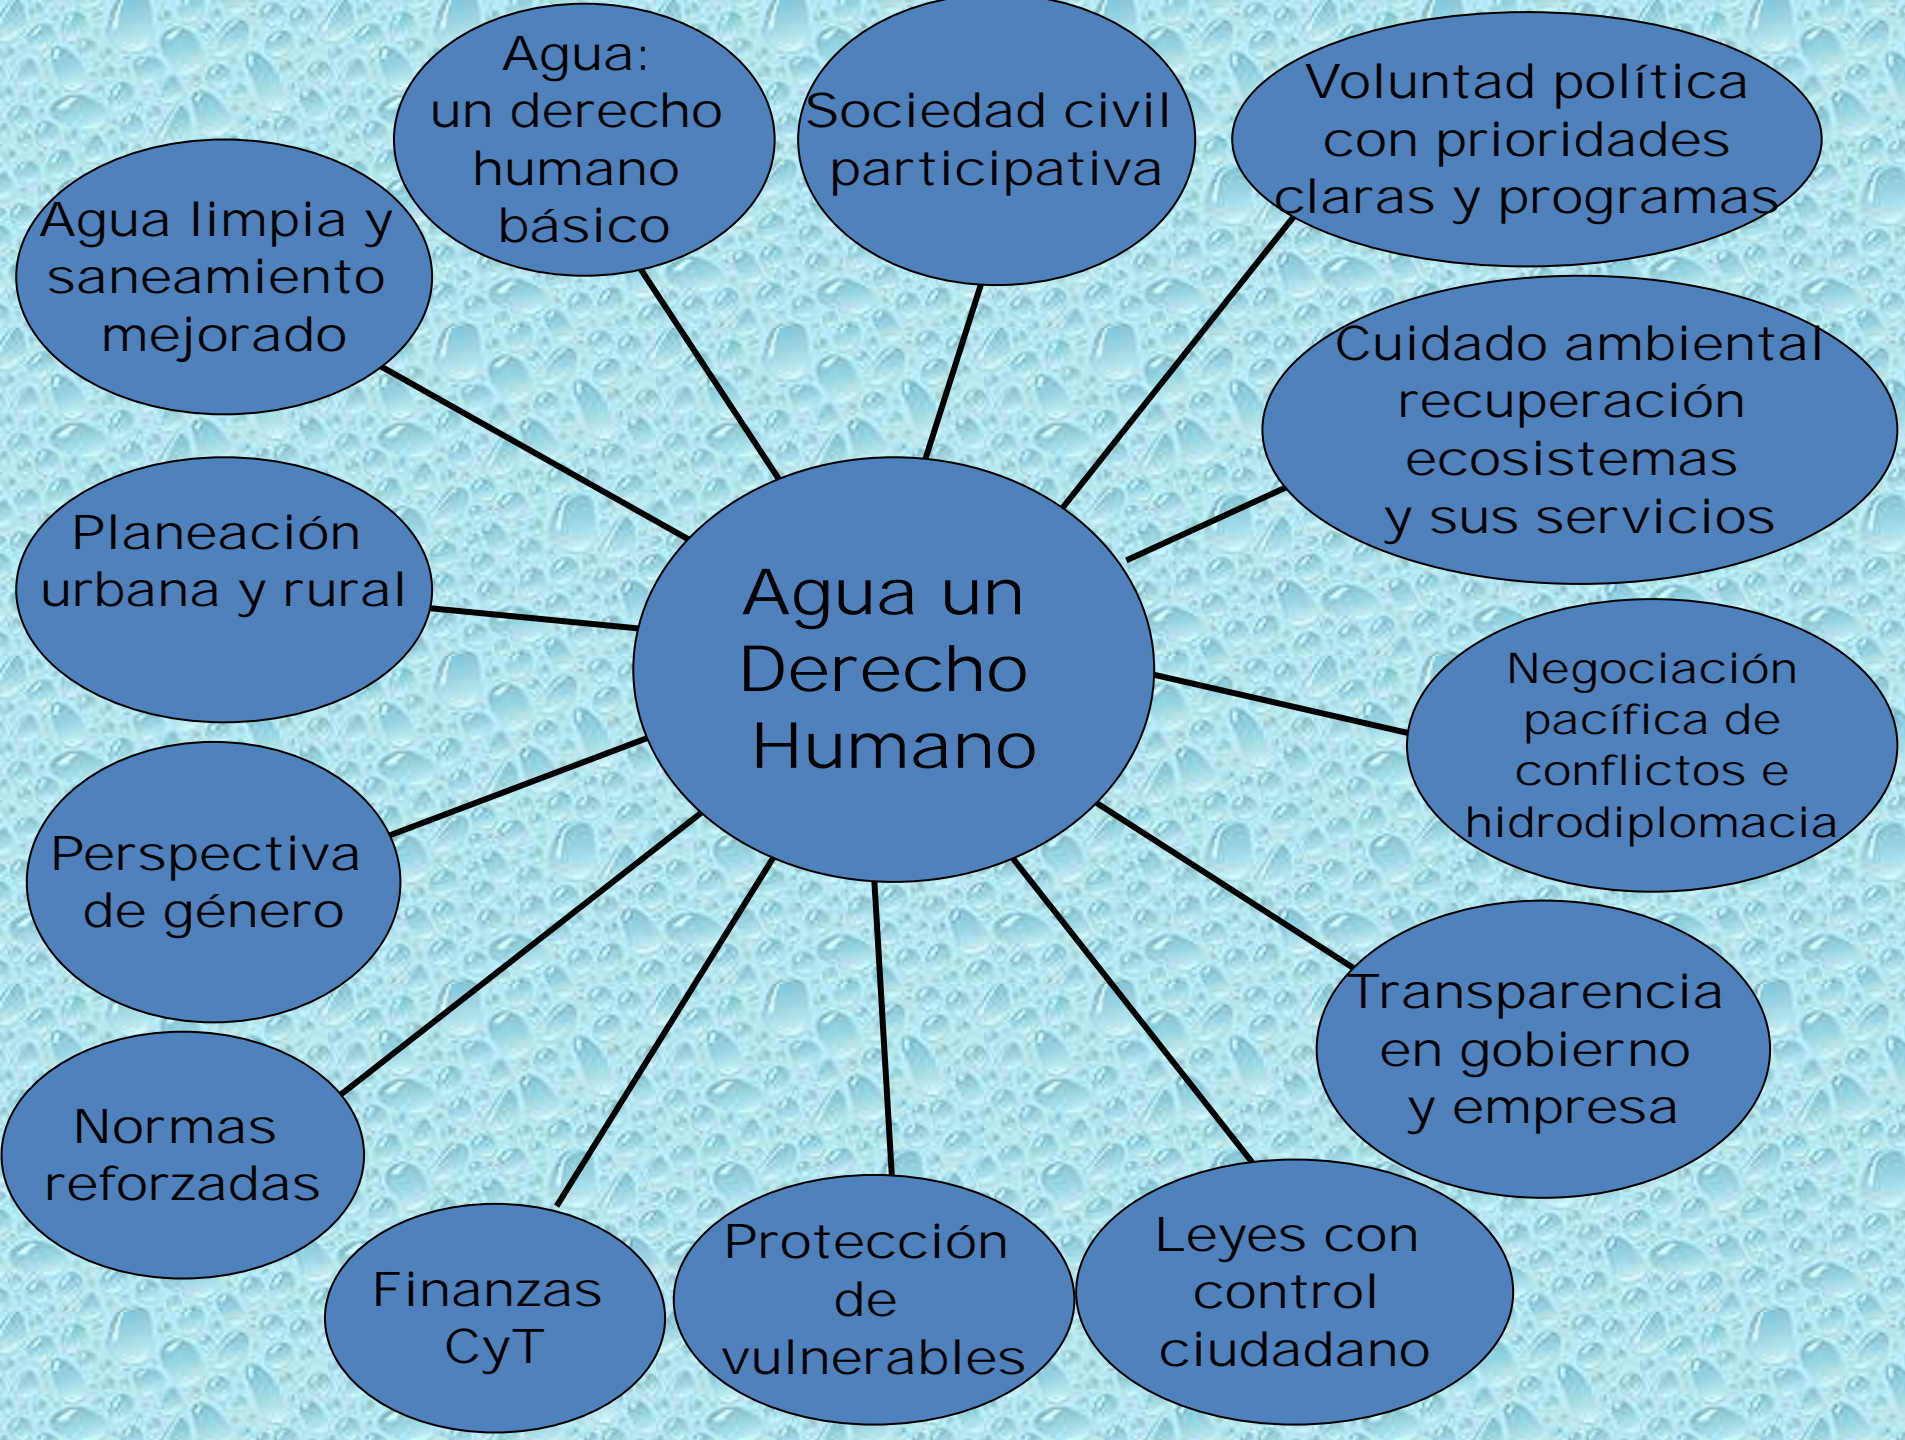 Agua:
un derecho
humano
básico
Sociedad civil
participativa
Voluntad política
con prioridades
claras y programas
Agua limpia y
saneamiento
mejorado
Cuidado ambiental
recuperación
ecosistemas
y sus servicios
Planeación
urbana y rural
Agua un
Derecho
Humano
Negociación
pacífica de
conflictos e
hidrodiplomacia
Perspectiva
de género
Transparencia
en gobierno
y empresa
Normas
reforzadas
Finanzas
CyT
Protección
de
vulnerables
Leyes con
control
ciudadano